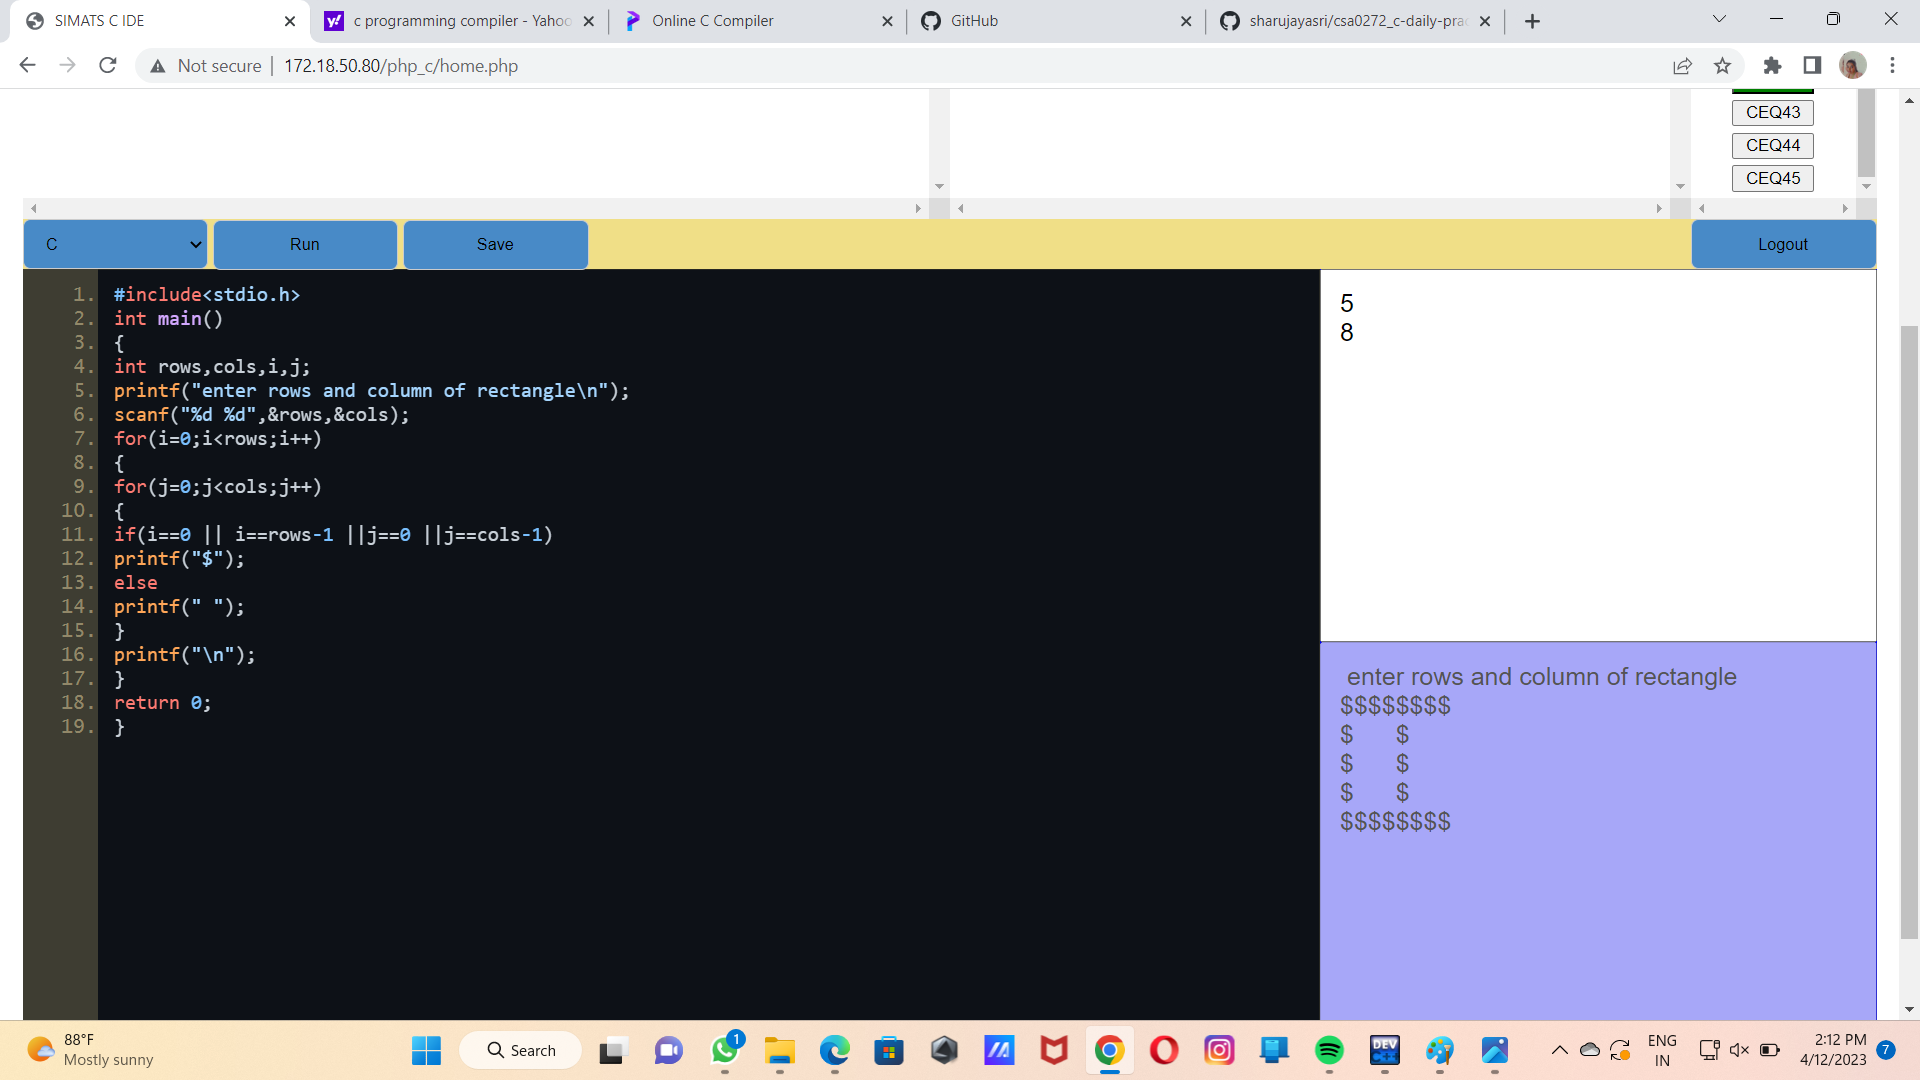 SIMATS C IDE
c programming compiler - Yahoo
Online C Compiler
GitHub
sharujayasri/csa0272_c-daily-prac
Not secure
172.18.50.80/php_c/home.php
CEQ43
CEQ44
CEQ45
C
Run
Save
Logout
1. #include<stdio.h>
2. int main()
3. {
4. int rows,cols,i,j;
5. printf("enter rows and column of rectangle\n");
6. scanf("%d %d",&rows,&cols);
7. for(i=0;i<rows;i++)
8. {
9. for(j=0;j<cols;j++)
10. {
11. if(i==0 || i==rows-1 ||j==0 ||j==cols-1)
12. printf("$");
13. else
14. printf(" ");
15. }
16. printf("\n");
17. }
18. return 0;
19. }
5
8
enter rows and column of rectangle
$$$$$$$$
$      $
$      $
$      $
$$$$$$$$
88°F
Mostly sunny
Search
1
DEV
C++
ENG
IN
2:12 PM
4/12/2023
7